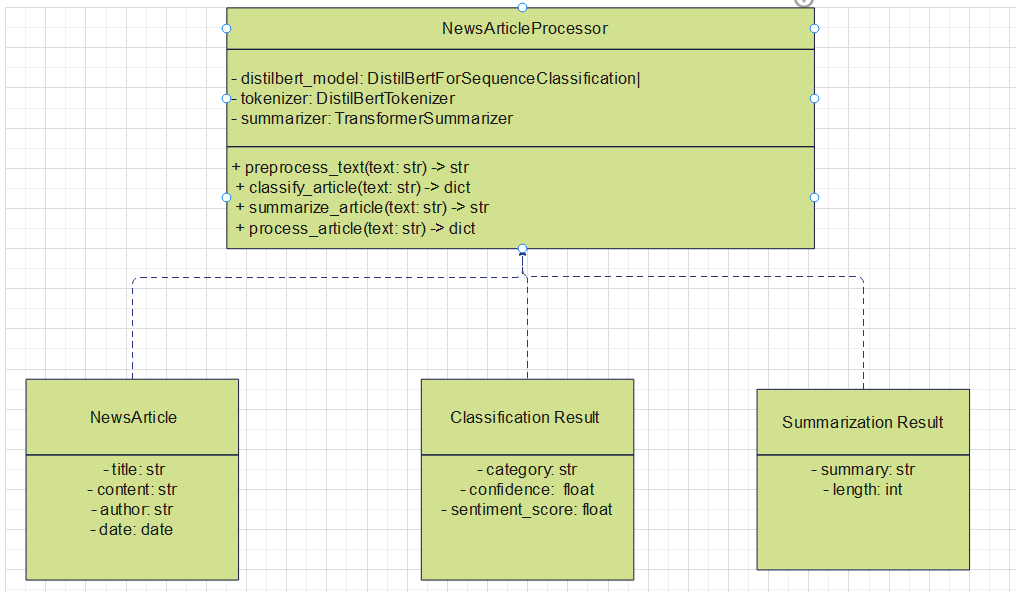 NewsArticleProcessor
- distilbert_model: DistilBertForSequenceClassification|
- tokenizer: DistilBertTokenizer
- summarizer: TransformerSummarizer
+ preprocess_text(text: str) -> str
+ classify_article(text: str) -> dict
+ summarize_article(text: str) -> str
+ process_article(text: str) -> dict
NewsArticle
- title: str
- content: str
- author: str
- date: date
Classification Result
- category: str
- confidence:  float
- sentiment_score: float
Summarization Result
- summary: str
- length: int